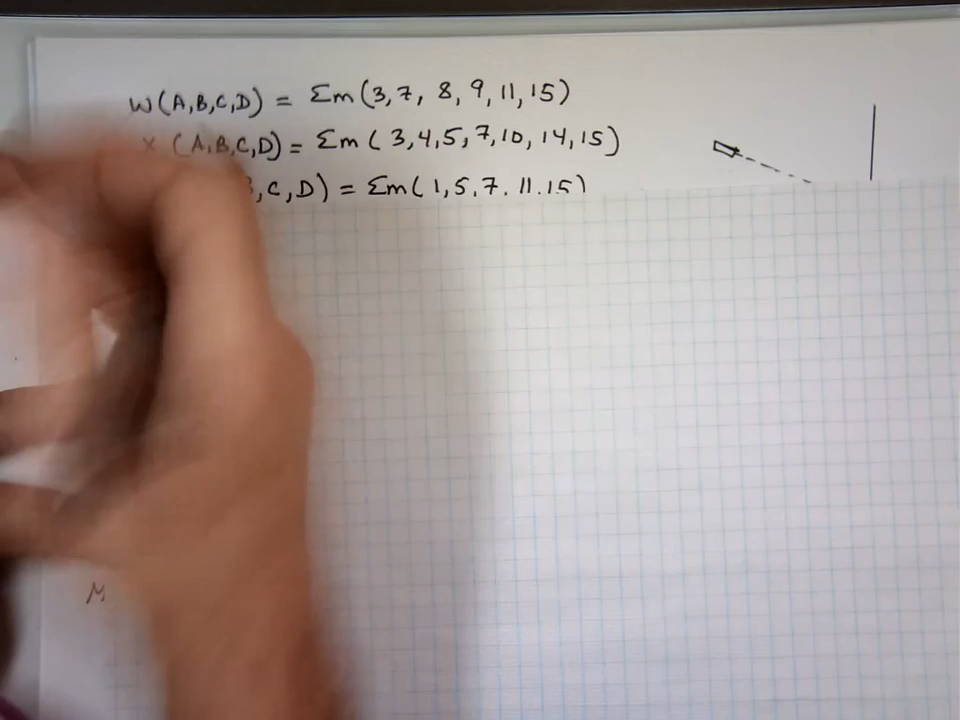 W(A,B,C,D) = Σm(3,7, 8, 9, 11, 15)
X (A,B,C,D) = Σm( 3,4,5,7,10, 14,15)
,C,D) = Σm( 1,5,7.11.15)
M